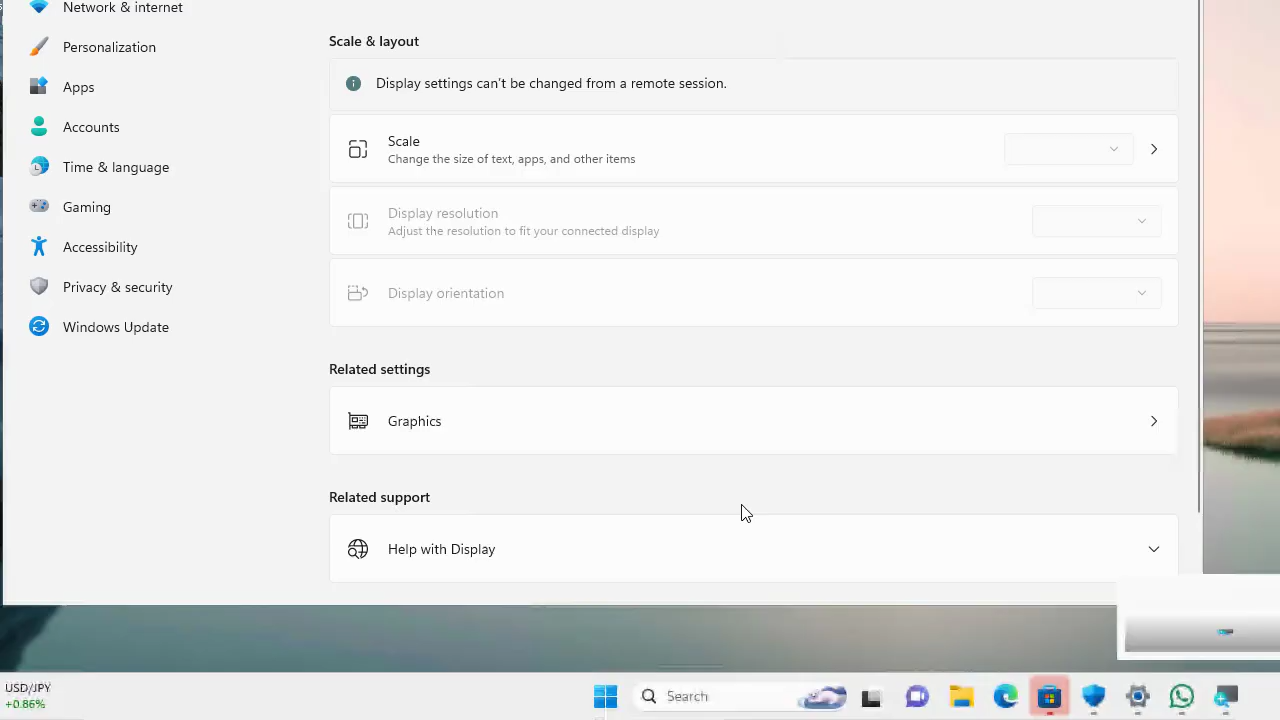 Network & internet
Personalization
Apps
Accounts
Time & language
Gaming
Accessibility
Privacy & security
Windows Update
Scale & layout
Display settings can't be changed from a remote session.
Scale
Change the size of text, apps, and other items
Display resolution
Adjust the resolution to fit your connected display
Display orientation
Related settings
Graphics
Related support
Help with Display
USD/JPY
+0.86%
Search